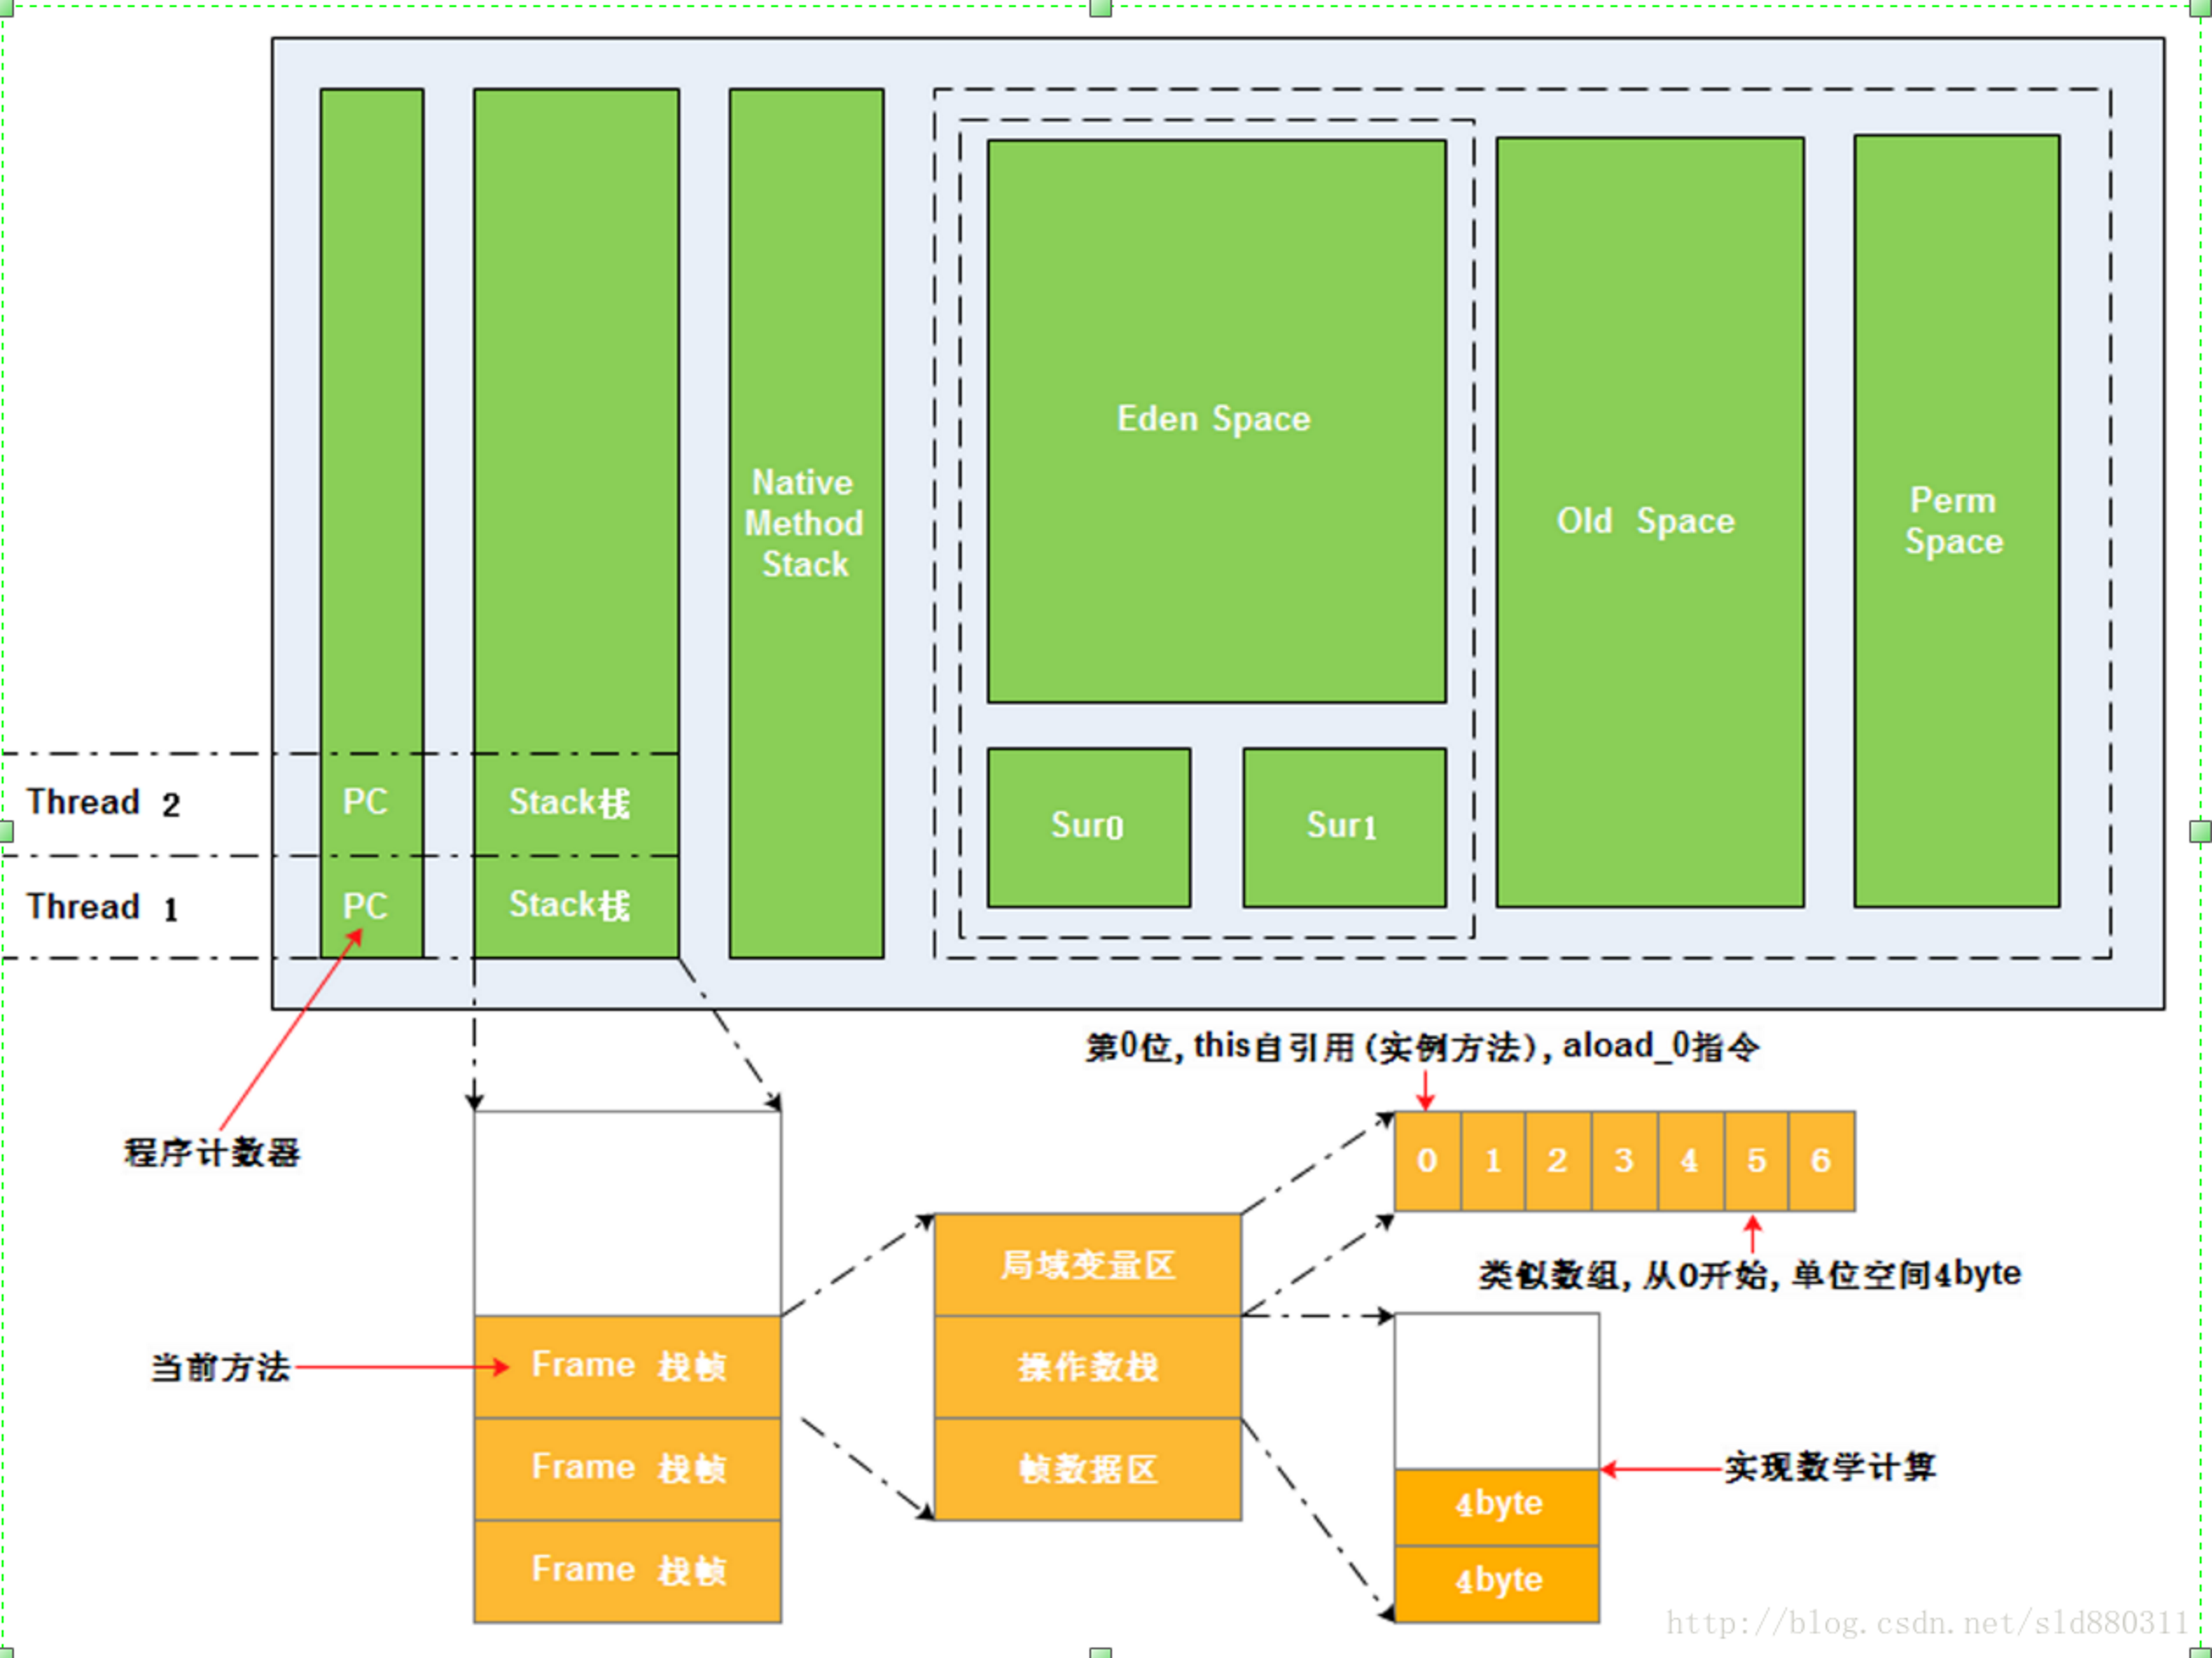 Eden Space
Native
Method
Stack
Old Space
Perm
Space
Thread 2
PC
Stack栈
Sur0
Sur1
Thread 1
PC
Stack栈
第0位, this自引用(实例方法), aload_0指令
程序计数器
0 1 2 3 4 5 6
局域变量区
类似数组, 从0开始, 单位空间4byte
当前方法
Frame 栈帧
操作数栈
Frame 栈帧
帧数据区
实现数学计算
4byte
Frame 栈帧
4byte
http://blog.csdn.net/sld880311